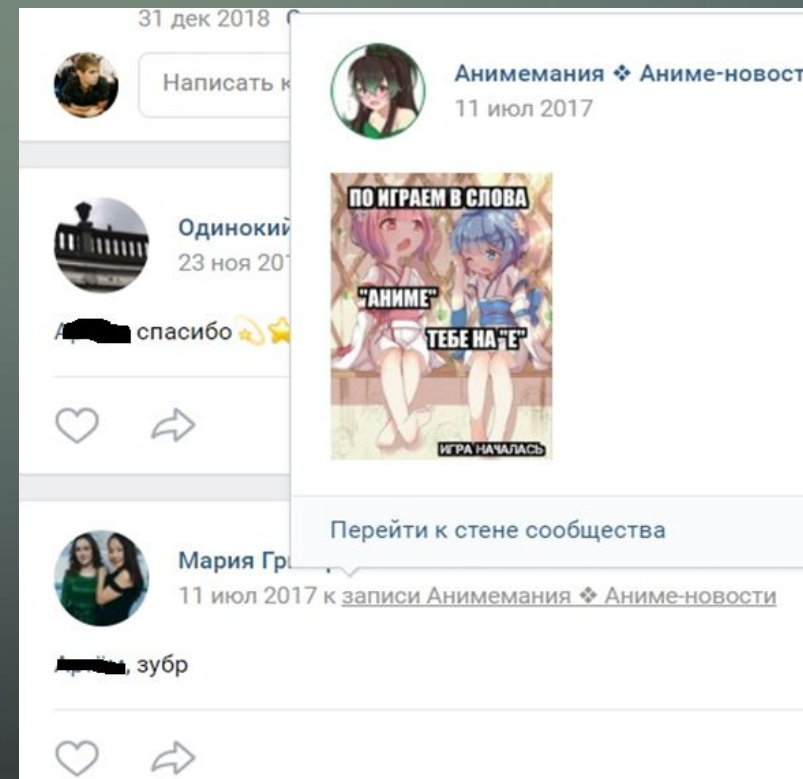 31 дек 2018
Написать к
Анимемания ❖ Аниме-новост
11 июл 2017
ПО ИГРАЕМ В СЛОВА
"АНИМЕ"
ТЕБЕ НА "Е"
ИГРА НАЧАЛАСЬ
Одинокий
23 ноя 201
спасибо 💫⭐
Перейти к стене сообщества
Мария Гри
11 июл 2017 к записи Анимемания ❖ Аниме-новости
, зубр